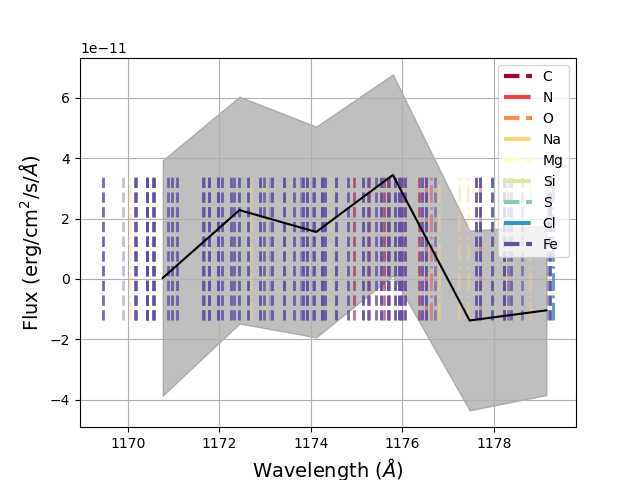 1e−11
6
4
2
0
−2
−4
1170
1172
1174
1176
1178
Flux (erg/cm²/s/Å)
Wavelength (Å)
C
N
O
Na
Mg
Si
S
Cl
Fe